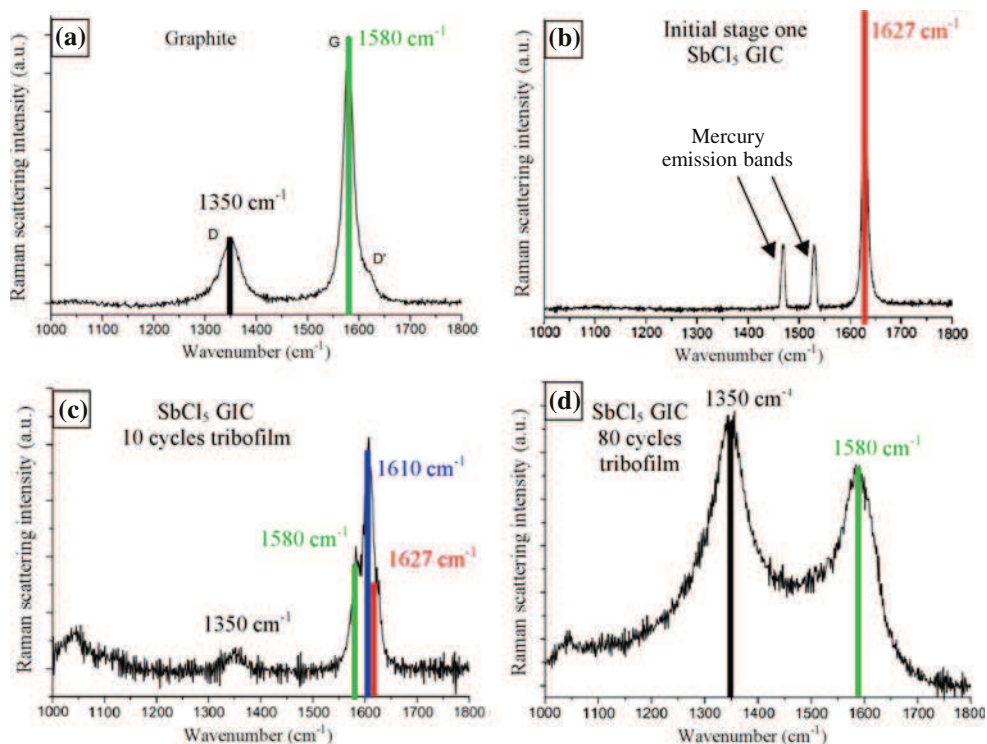 (a)
Graphite
G
1580 cm⁻¹
1350 cm⁻¹
D
D'
Raman scattering intensity (a.u.)
1000 1100 1200 1300 1400 1500 1600 1700 1800
Wavenumber (cm⁻¹)
(b)
Initial stage one
SbCl₅ GIC
1627 cm⁻¹
Mercury
emission bands
Raman scattering intensity (a.u.)
1000 1100 1200 1300 1400 1500 1600 1700 1800
Wavenumber (cm⁻¹)
(c)
SbCl₅ GIC
10 cycles tribofilm
1610 cm⁻¹
1580 cm⁻¹
1627 cm⁻¹
1350 cm⁻¹
Raman scattering intensity (a.u.)
1000 1100 1200 1300 1400 1500 1600 1700 1800
Wavenumber (cm⁻¹)
(d)
SbCl₅ GIC
80 cycles
tribofilm
1350 cm⁻¹
1580 cm⁻¹
Raman scattering intensity (a.u.)
1000 1100 1200 1300 1400 1500 1600 1700 1800
Wavenumber (cm⁻¹)